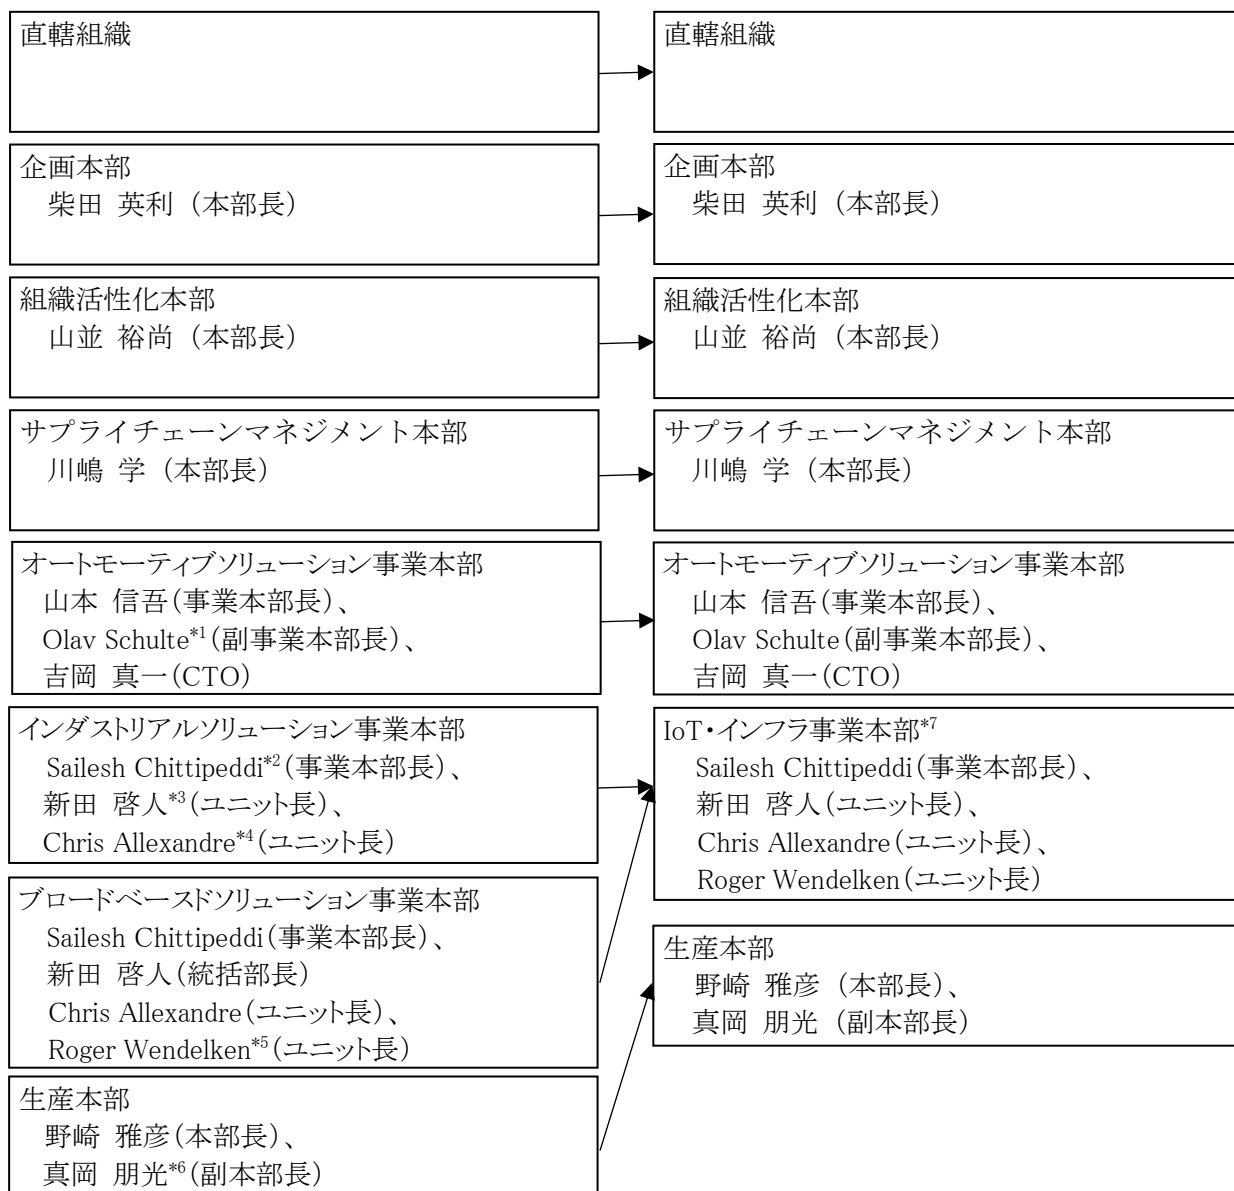 直轄組織
企画本部
柴田 英利 (本部長)
組織活性化本部
山並 裕尚 (本部長)
サプライチェーンマネジメント本部
川嶋 学 (本部長)
オートモーティブソリューション事業本部
山本 信吾(事業本部長)、
Olav Schulte*1(副事業本部長)、
吉岡 真一(CTO)
インダストリアルソリューション事業本部
Sailesh Chittipeddi*2(事業本部長)、
新田 啓人*3(ユニット長)、
Chris Allexandre*4(ユニット長)
ブロードベースドソリューション事業本部
Sailesh Chittipeddi(事業本部長)、
新田 啓人(統括部長)
Chris Allexandre(ユニット長)、
Roger Wendelken*5(ユニット長)
生産本部
野崎 雅彦(本部長)、
真岡 朋光*6(副本部長)
直轄組織
企画本部
柴田 英利 (本部長)
組織活性化本部
山並 裕尚 (本部長)
サプライチェーンマネジメント本部
川嶋 学 (本部長)
オートモーティブソリューション事業本部
山本 信吾(事業本部長)、
Olav Schulte(副事業本部長)、
吉岡 真一(CTO)
IoT・インフラ事業本部*7
Sailesh Chittipeddi(事業本部長)、
新田 啓人(ユニット長)、
Chris Allexandre(ユニット長)、
Roger Wendelken(ユニット長)
生産本部
野崎 雅彦 (本部長)、
真岡 朋光 (副本部長)